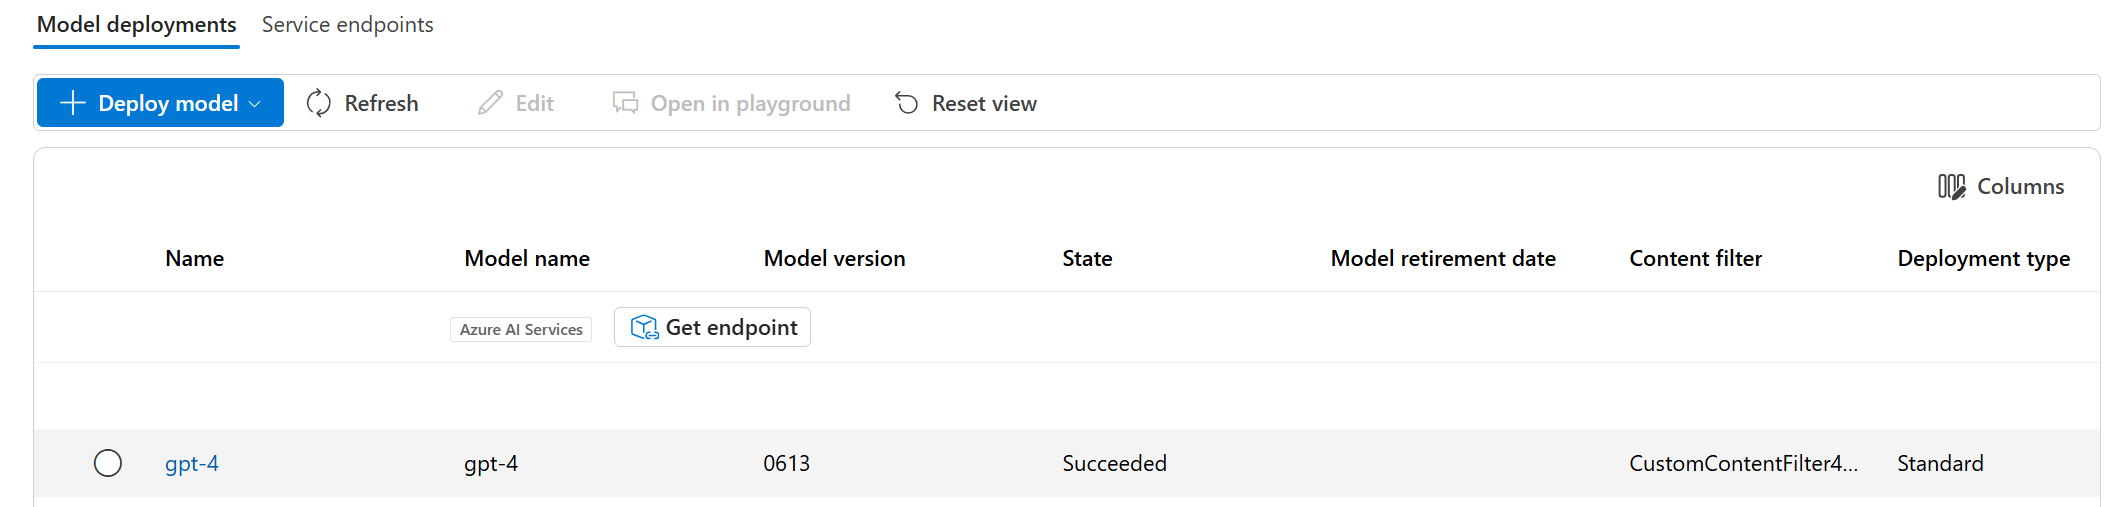 Model deployments Service endpoints
Deploy model Refresh Edit Open in playground Reset view
Columns
Name Model name Model version State Model retirement date Content filter Deployment type
Azure AI Services Get endpoint
gpt-4 gpt-4 0613 Succeeded CustomContentFilter4... Standard